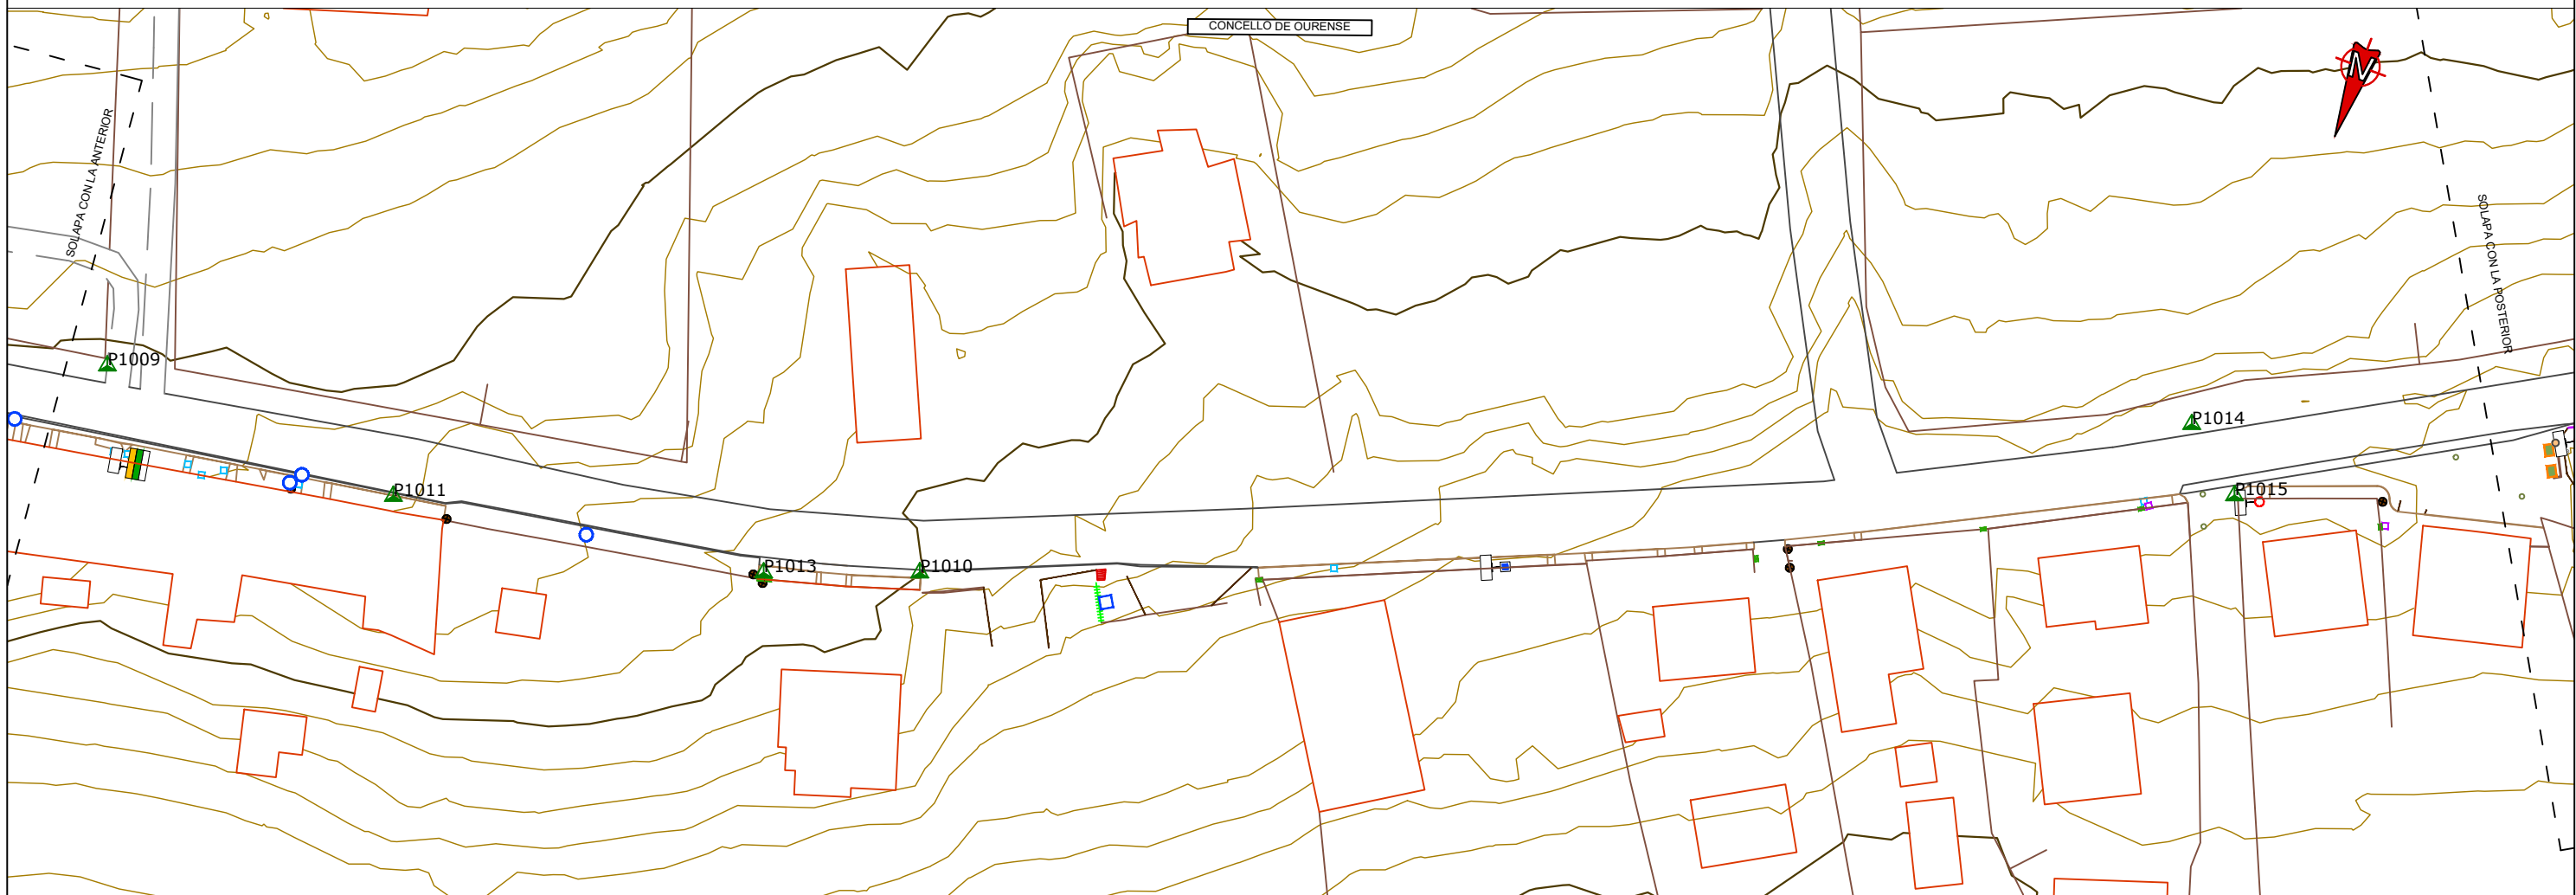 CONCELLO DE OURENSE
N
SOLAPA CON LA ANTERIOR
SOLAPA CON LA POSTERIOR
P1009
P1014
P1011
P1015
P1013
P1010